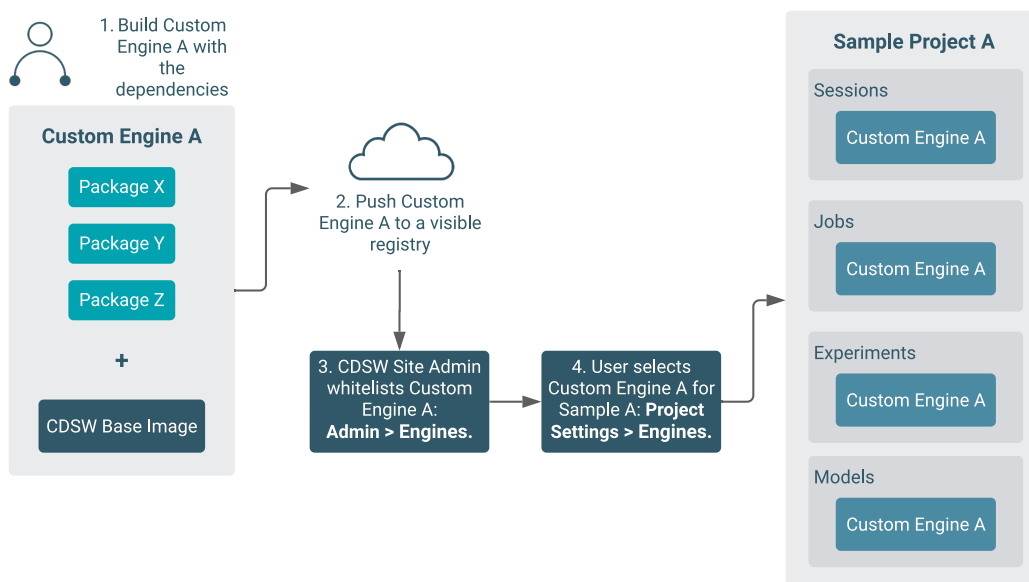 1. Build Custom
Engine A with
the
dependencies
Custom Engine A
Package X
Package Y
Package Z
+
CDSW Base Image
2. Push Custom
Engine A to a visible
registry
3. CDSW Site Admin
whitelists Custom
Engine A:
Admin > Engines.
4. User selects
Custom Engine A for
Sample A: Project
Settings > Engines.
Sample Project A
Sessions
Custom Engine A
Jobs
Custom Engine A
Experiments
Custom Engine A
Models
Custom Engine A